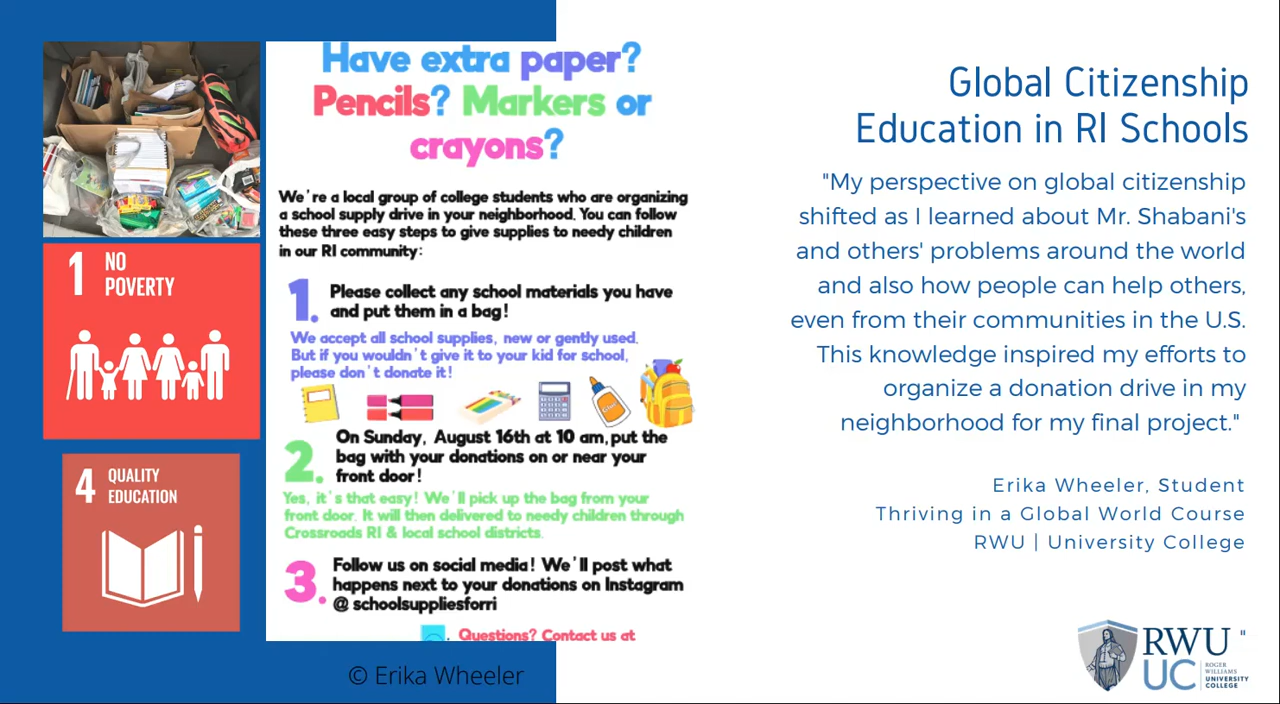 Have extra paper?
Pencils? Markers or
crayons?
We're a local group of college students who are organizing
a school supply drive in your neighborhood. You can follow
these three easy steps to give supplies to needy children
in our RI community:
1. Please collect any school materials you have
and put them in a bag!
We accept all school supplies, new or gently used.
But if you wouldn't give it to your kid for school,
please don't donate it!
2. On Sunday, August 16th at 10 am, put the
bag with your donations on or near your
front door!
Yes, it's that easy! We'll pick up the bag from your
front door. It will then delivered to needy children through
Crossroads RI & local school districts.
3. Follow us on social media! We'll post what
happens next to your donations on Instagram
@ schoolsuppliesforri
Questions? Contact us at
1 NO
POVERTY
4 QUALITY
EDUCATION
© Erika Wheeler
Global Citizenship
Education in RI Schools
"My perspective on global citizenship
shifted as I learned about Mr. Shabani's
and others' problems around the world
and also how people can help others,
even from their communities in the U.S.
This knowledge inspired my efforts to
organize a donation drive in my
neighborhood for my final project."
Erika Wheeler, Student
Thriving in a Global World Course
RWU | University College
RWU "
UC
ROGER
WILLIAMS
UNIVERSITY
COLLEGE